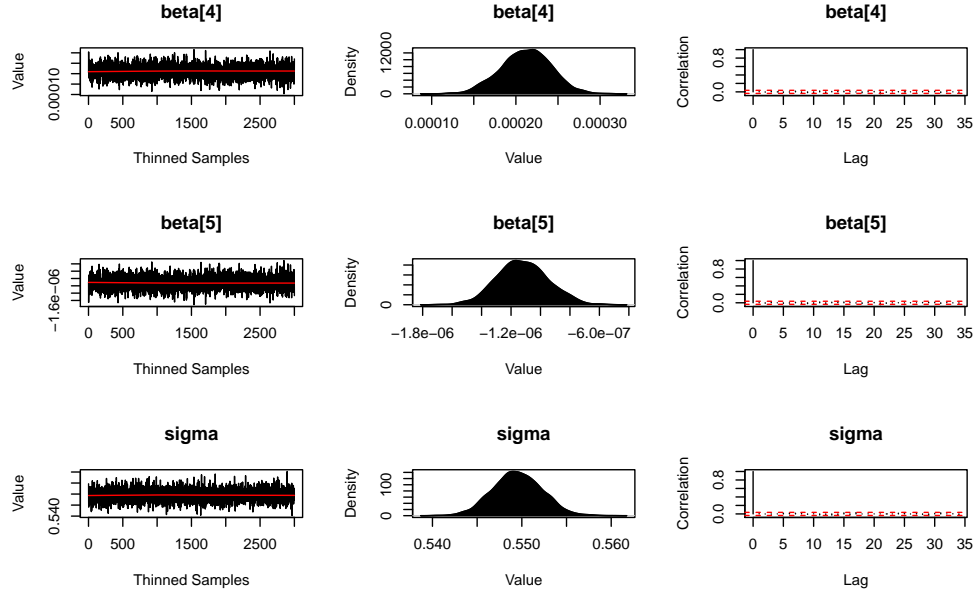 beta[4] beta[4] beta[4]
Value 0.00010
Density 0 12000
Correlation 0.0 0.8
0 500 1500 2500
0.00010 0.00020 0.00030
0 5 10 15 20 25 30 35
Thinned Samples Value Lag
beta[5] beta[5] beta[5]
Value −1.6e−06
Density 0
Correlation 0.0 0.8
0 500 1500 2500
−1.8e−06 −1.2e−06 −6.0e−07
0 5 10 15 20 25 30 35
Thinned Samples Value Lag
sigma sigma sigma
Value 0.540
Density 0 100
Correlation 0.0 0.8
0 500 1500 2500
0.540 0.550 0.560
0 5 10 15 20 25 30 35
Thinned Samples Value Lag